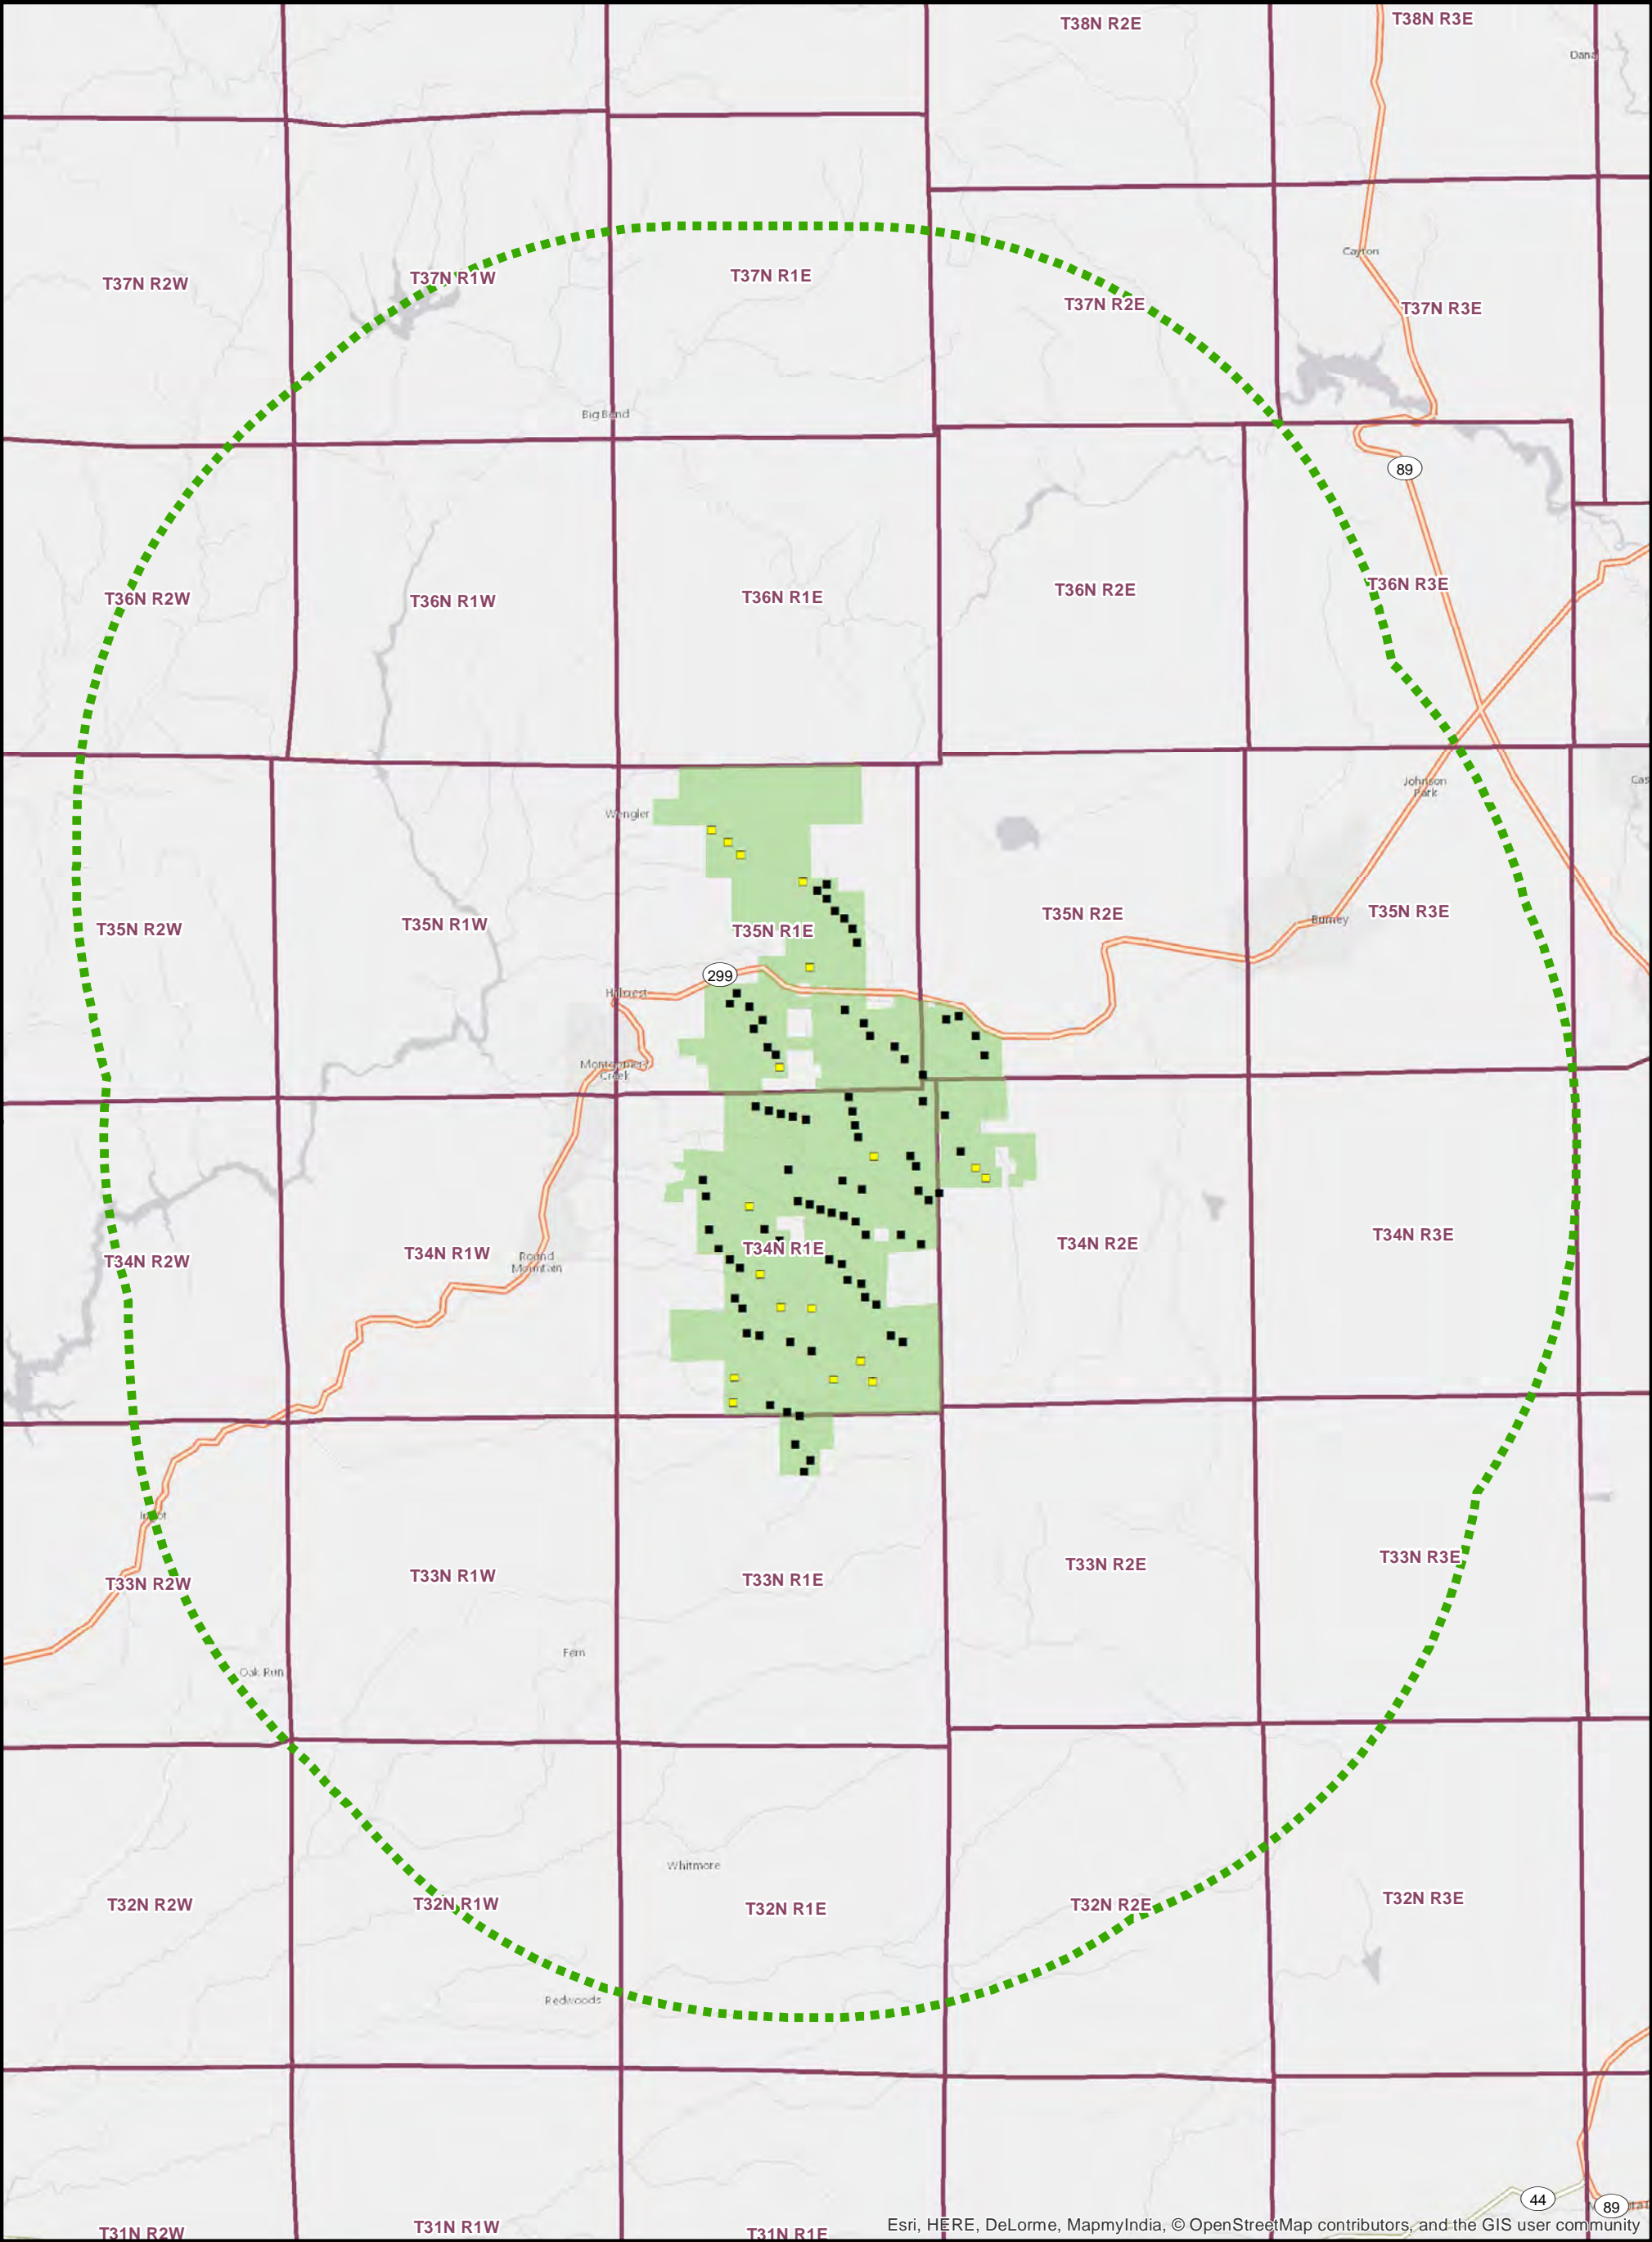 T38N R2E
T38N R3E
Dana
Cayton
T37N R2W
T37N R1W
T37N R1E
T37N R2E
T37N R3E
Big Bend
89
T36N R2W
T36N R1W
T36N R1E
T36N R2E
T36N R3E
Johnson
Park
Wengler
T35N R2W
T35N R1W
T35N R1E
T35N R2E
Burney
T35N R3E
299
Hillcrest
Montgomery
Creek
T34N R2W
T34N R1W
Round
Mountain
T34N R1E
T34N R2E
T34N R3E
Ingot
T33N R2W
T33N R1W
T33N R1E
T33N R2E
T33N R3E
Fern
Oak Run
Whitmore
T32N R2W
T32N R1W
T32N R1E
T32N R2E
T32N R3E
Redwoods
44
89
T31N R2W
T31N R1W
T31N R1E
Esri, HERE, DeLorme, MapmyIndia, © OpenStreetMap contributors, and the GIS user community